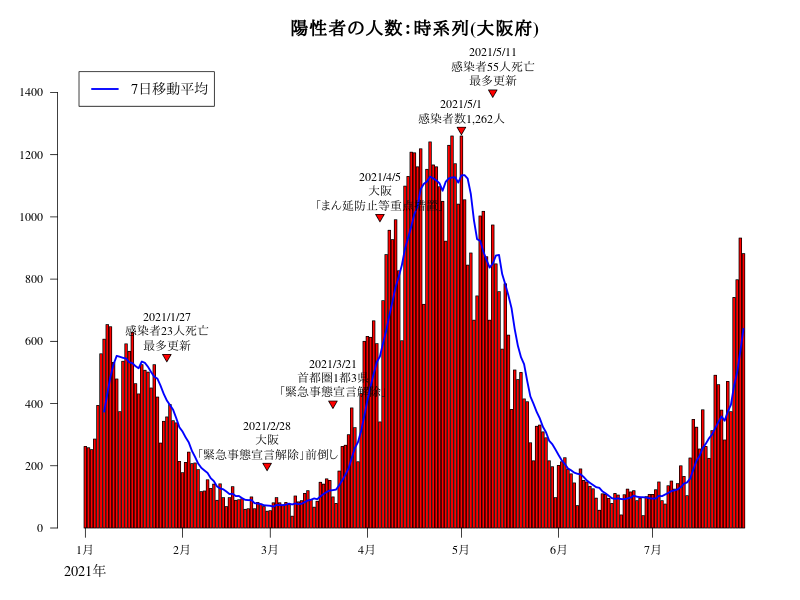 陽性者の人数：時系列(大阪府)
2021/5/11
感染者55人死亡
最多更新
7日移動平均
2021/5/1
感染者数1,262人
2021/4/5
大阪
「まん延防止等重点措置」
2021/1/27
感染者23人死亡
最多更新
2021/3/21
首都圏1都3県
「緊急事態宣言解除」
2021/2/28
大阪
「緊急事態宣言解除」前倒し
1400
1200
1000
800
600
400
200
0
1月 2月 3月 4月 5月 6月 7月
2021年